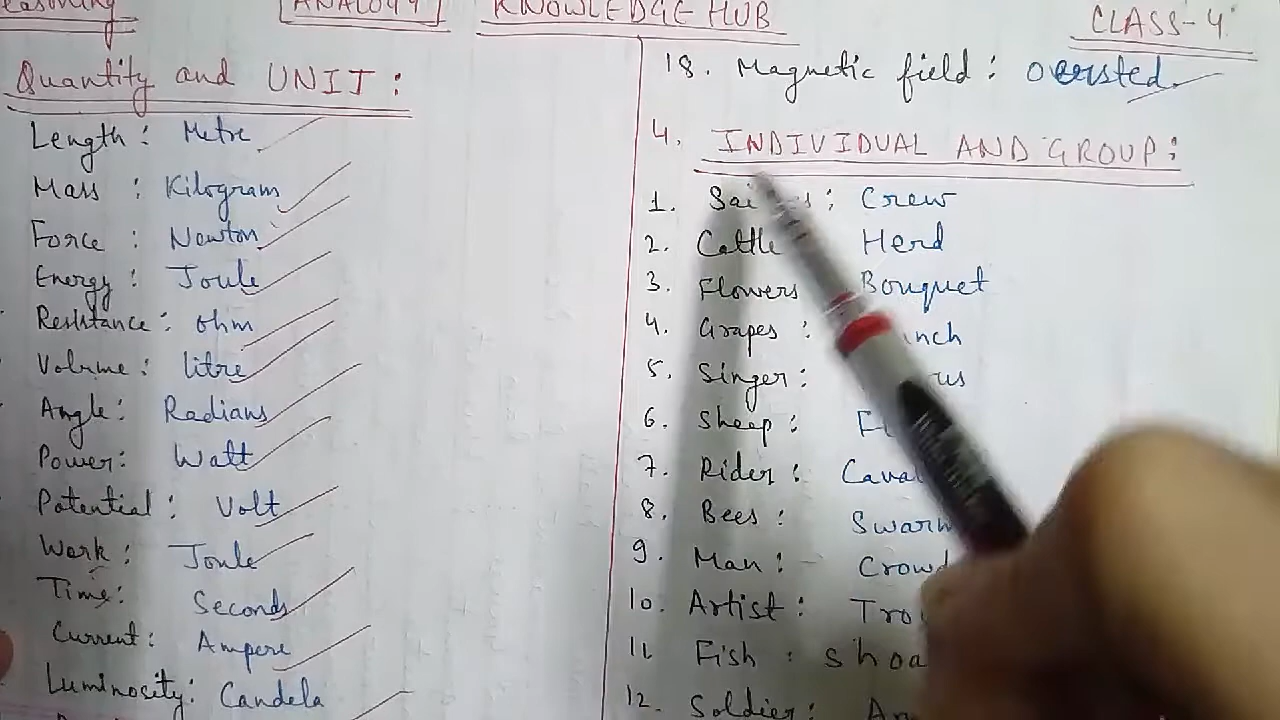 ANALOGY
KNOWLEDGE HUB
CLASS-4
Quantity and UNIT:
Length: Metre
Mass: Kilogram
Force: Newton
Energy: Joule
Resistance: ohm
Volume: litre
Angle: Radians
Power: Watt
Potential: Volt
Work: Joule
Time: Seconds
Current: Ampere
Luminosity: Candela
18. Magnetic field: Oersted
4. INDIVIDUAL AND GROUP:
1. : Crew
2. Cattle Herd
3. Flowers Bouquet
4. Grapes:
5. Singer:
6. Sheep:
7. Rider:
8. Bees: Swarm
9. Man: Crowd
10. Artist:
11 Fish:
12. Soldier: